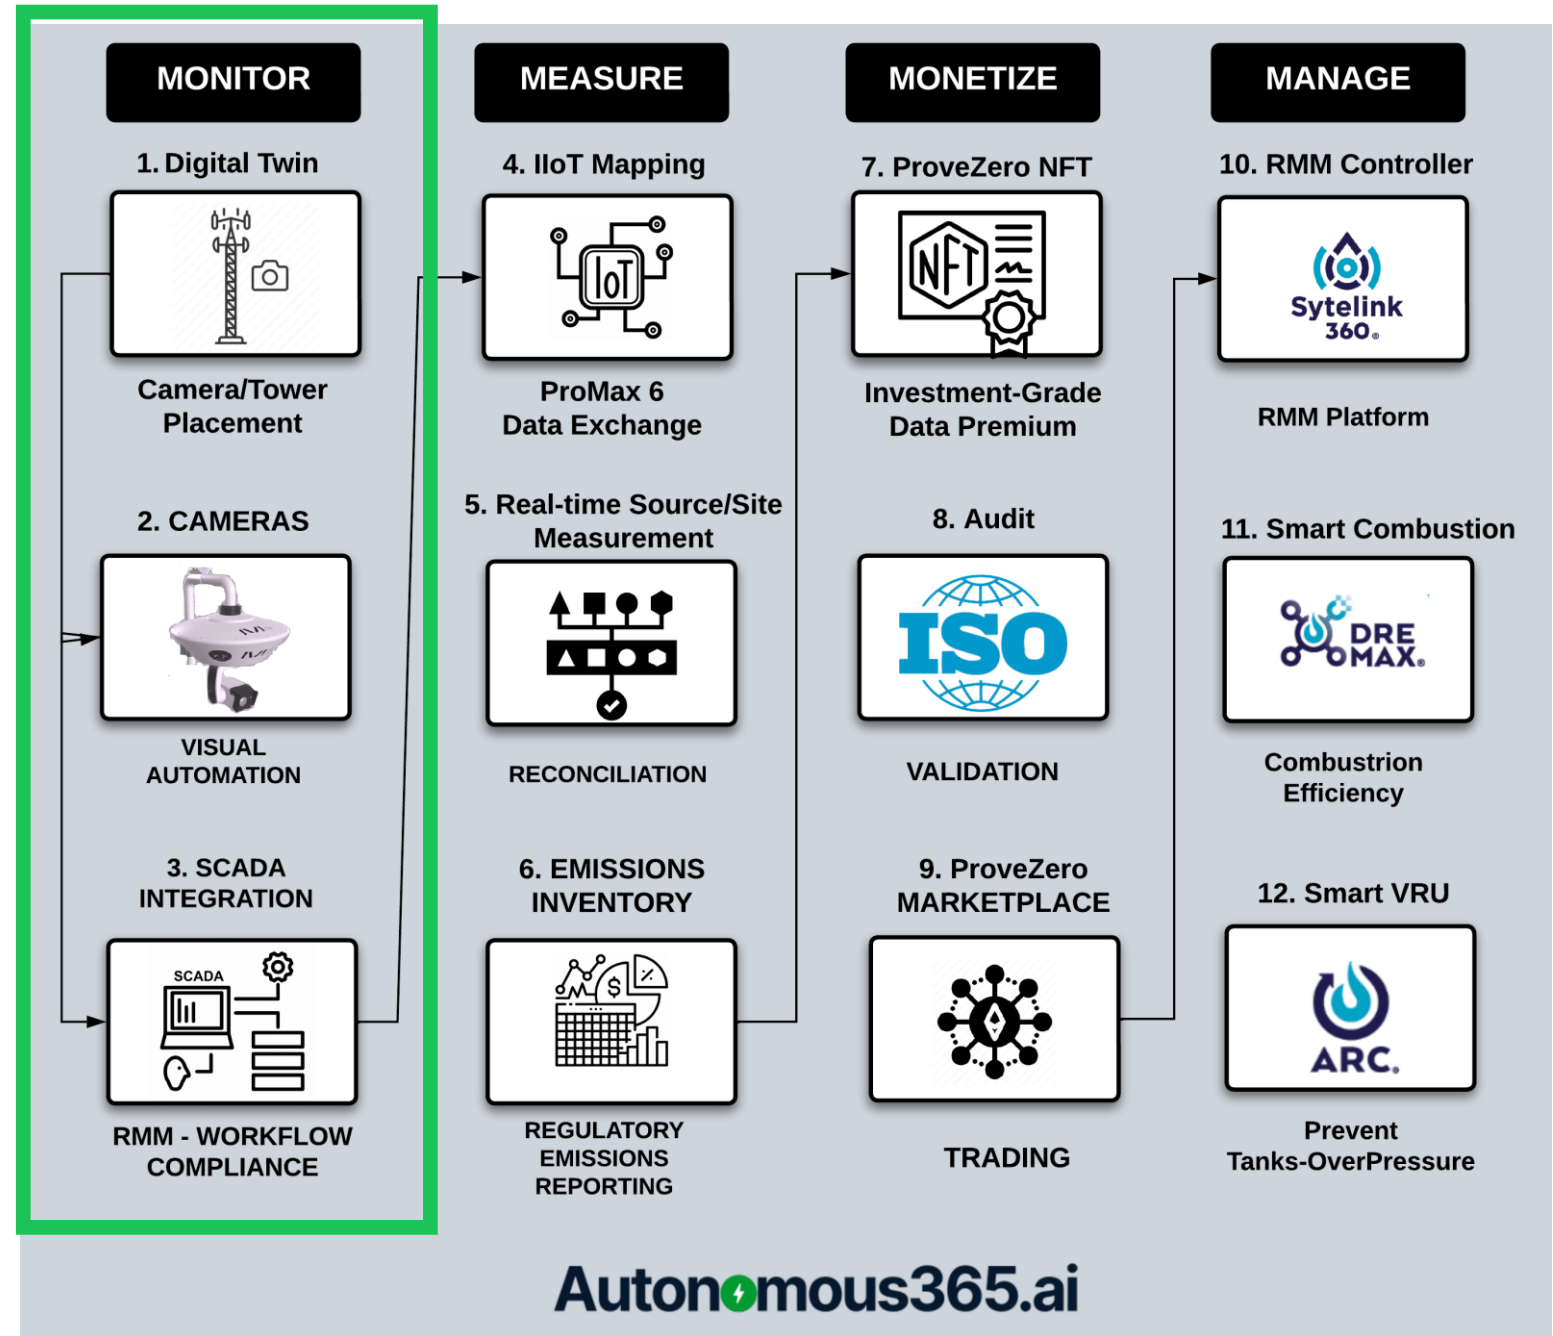 MONITOR
MEASURE
MONETIZE
MANAGE
1. Digital Twin
Camera/Tower
Placement
2. CAMERAS
VISUAL
AUTOMATION
3. SCADA
INTEGRATION
SCADA
RMM - WORKFLOW
COMPLIANCE
4. IIoT Mapping
IoT
ProMax 6
Data Exchange
5. Real-time Source/Site
Measurement
RECONCILIATION
6. EMISSIONS
INVENTORY
%
$
REGULATORY
EMISSIONS
REPORTING
7. ProveZero NFT
NFT
Investment-Grade
Data Premium
8. Audit
ISO
VALIDATION
9. ProveZero
MARKETPLACE
TRADING
10. RMM Controller
Sytelink
360®
RMM Platform
11. Smart Combustion
DRE
MAX®
Combustrion
Efficiency
12. Smart VRU
ARC®
Prevent
Tanks-OverPressure
Autonomous365.ai